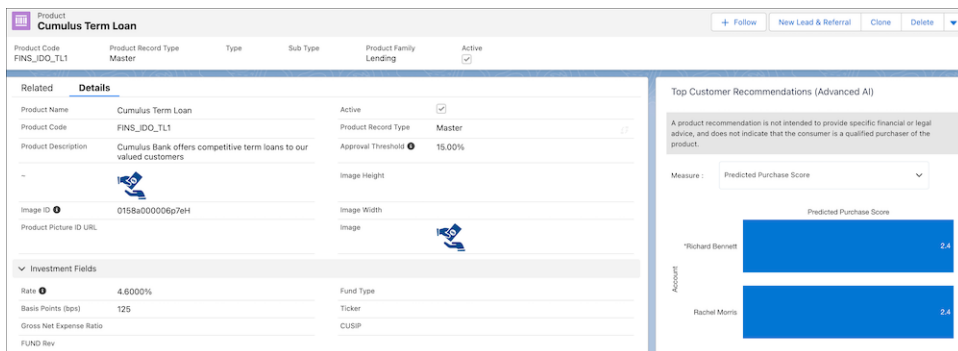 Product
Cumulus Term Loan
+ Follow
New Lead & Referral
Clone
Delete
Product Code
Product Record Type
Type
Sub Type
Product Family
Active
FINS_IDO_TL1
Master
Lending
Related
Details
Product Name
Cumulus Term Loan
Active
Product Code
FINS_IDO_TL1
Product Record Type
Master
Product Description
Cumulus Bank offers competitive term loans to our
valued customers
Approval Threshold
15.00%
~
Image Height
Image ID
0158a000006p7eH
Image Width
Product Picture ID URL
Image
Investment Fields
Rate
4.6000%
Fund Type
Basis Points (bps)
125
Ticker
Gross Net Expense Ratio
CUSIP
FUND Rev
Top Customer Recommendations (Advanced AI)
A product recommendation is not intended to provide specific financial or legal
advice, and does not indicate that the consumer is a qualified purchaser of the
product.
Measure :
Predicted Purchase Score
Predicted Purchase Score
Account
*Richard Bennett
2.4
Rachel Morris
2.4